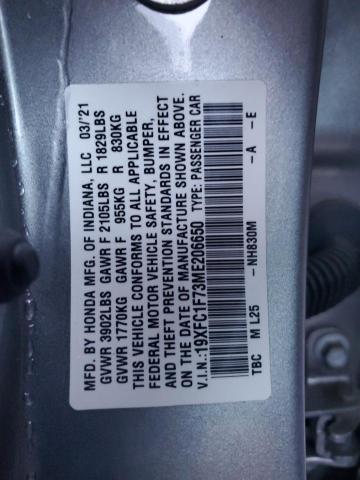 MFD. BY HONDA MFG. OF INDIANA, LLC 03/'21
GVWR 3902LBS GAWR F 2105LBS R 1829LBS
GVWR 1770KG GAWR F 955KG R 830KG
THIS VEHICLE CONFORMS TO ALL APPLICABLE
FEDERAL MOTOR VEHICLE SAFETY, BUMPER,
AND THEFT PREVENTION STANDARDS IN EFFECT
ON THE DATE OF MANUFACTURE SHOWN ABOVE.
V.I.N.:19XFC1F73ME206650 TYPE: PASSENGER CAR
TBC M L25 -NH830M -A -E